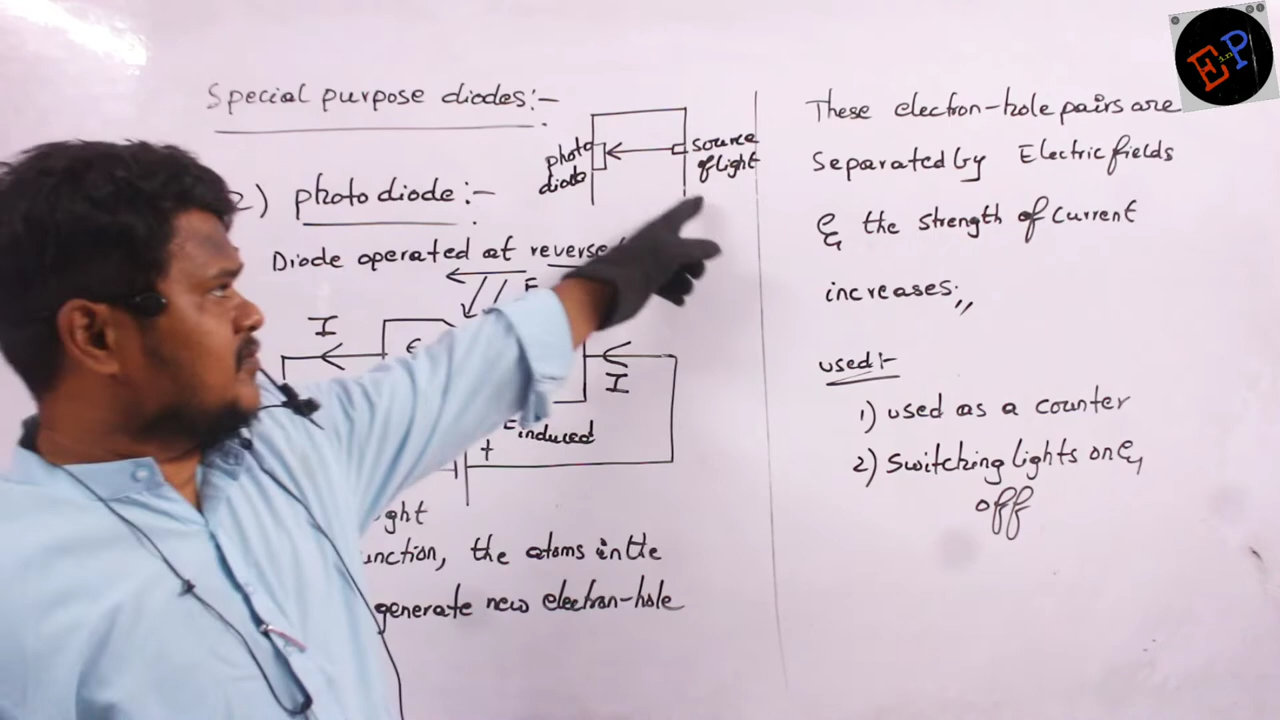 Special purpose diodes:-
photo
diode
source
of light
2) photo diode:-
Diode operated at reverse
I
I
E induced
+
ght
unction, the atoms in the
generate new electron-hole
These electron-hole pairs are
separated by Electric fields
& the strength of current
increases.,,
used:-
1) used as a counter
2) Switching lights on &
off
E in P